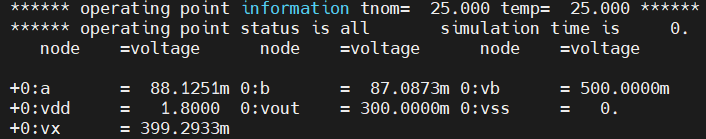 ****** operating point information tnom= 25.000 temp= 25.000 ******
****** operating point status is all simulation time is 0.
node =voltage node =voltage node =voltage
+0:a = 88.1251m 0:b = 87.0873m 0:vb = 500.0000m
+0:vdd = 1.8000 0:vout = 300.0000m 0:vss = 0.
+0:vx = 399.2933m